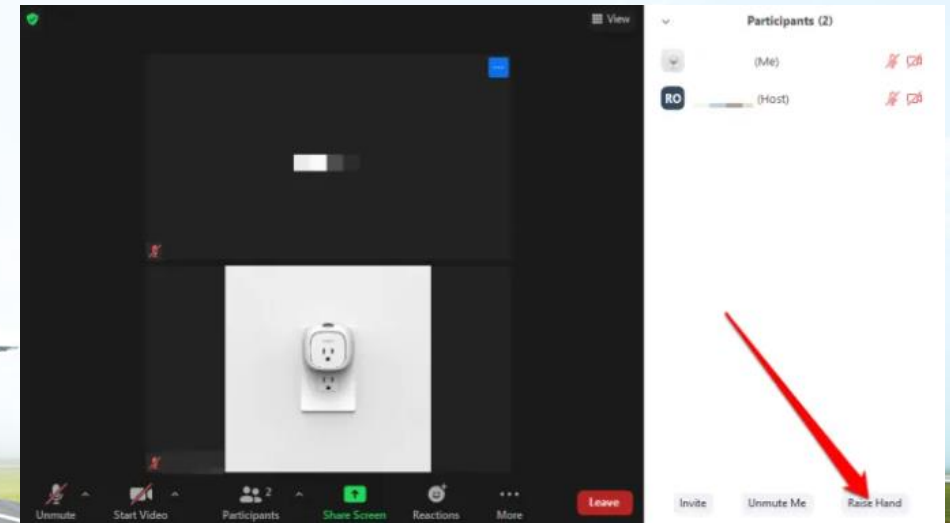 View
Participants (2)
(Me)
RO (Host)
Unmute
Start Video
2
Participants
Share Screen
Reactions
More
Leave
Invite
Unmute Me
Raise Hand